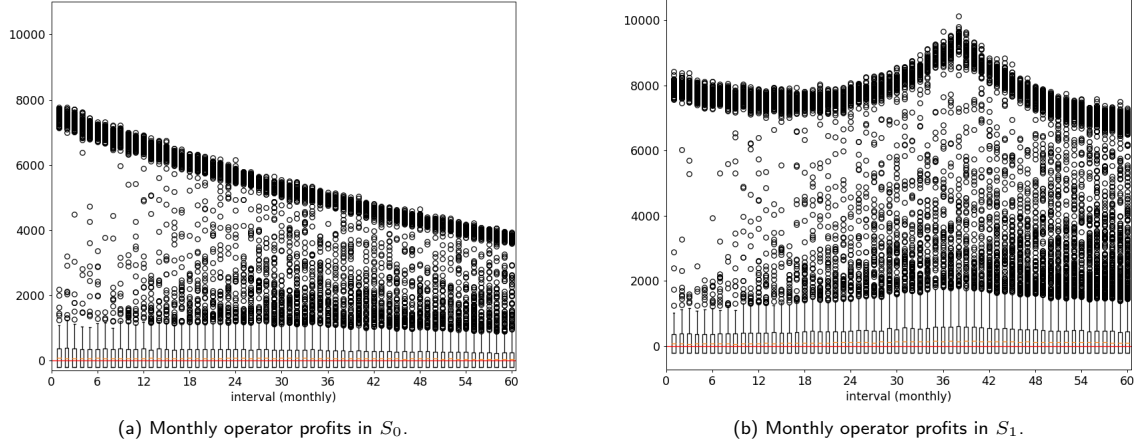 10000
8000
6000
4000
2000
0
0 6 12 18 24 30 36 42 48 54 60
interval (monthly)
(a) Monthly operator profits in S0.
10000
8000
6000
4000
2000
0
0 6 12 18 24 30 36 42 48 54 60
interval (monthly)
(b) Monthly operator profits in S1.